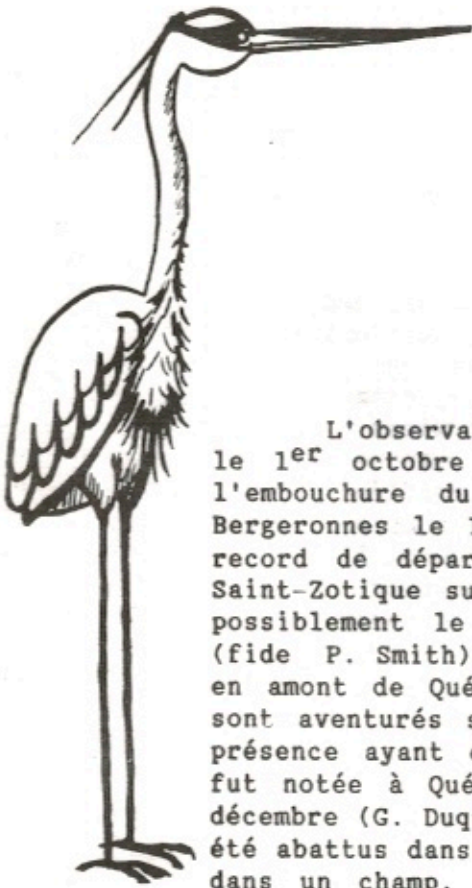 L'observa
le 1er octobre
l'embouchure du
Bergeronnes le
record de dépar
Saint-Zotique su
possiblement le
(fide P. Smith)
en amont de Qué
sont aventurés s
présence ayant
fut notée à Qué
décembre (G. Duq
été abattus dans
dans un champ.